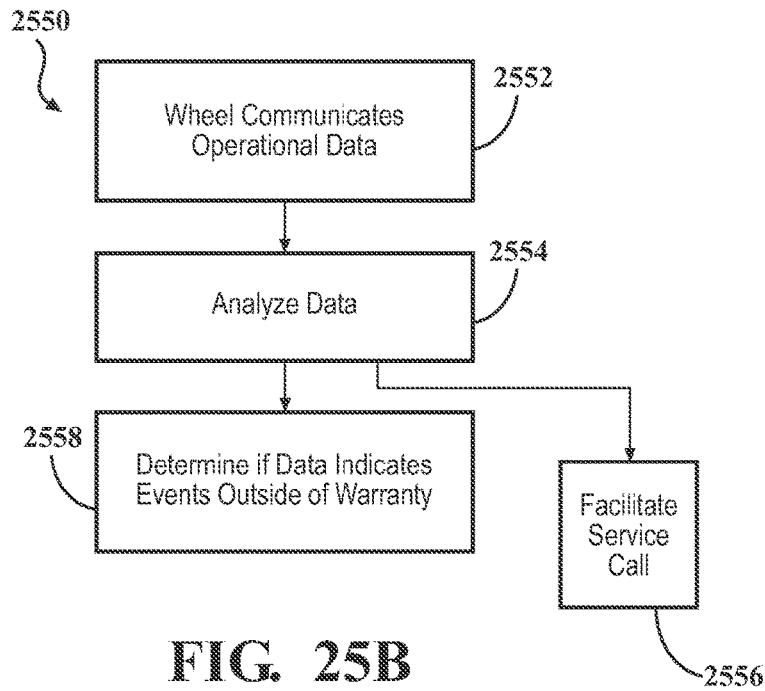 2550
Wheel Communicates
Operational Data
2552
Analyze Data
2554
2558
Determine if Data Indicates
Events Outside of Warranty
Facilitate
Service
Call
2556
FIG. 25B